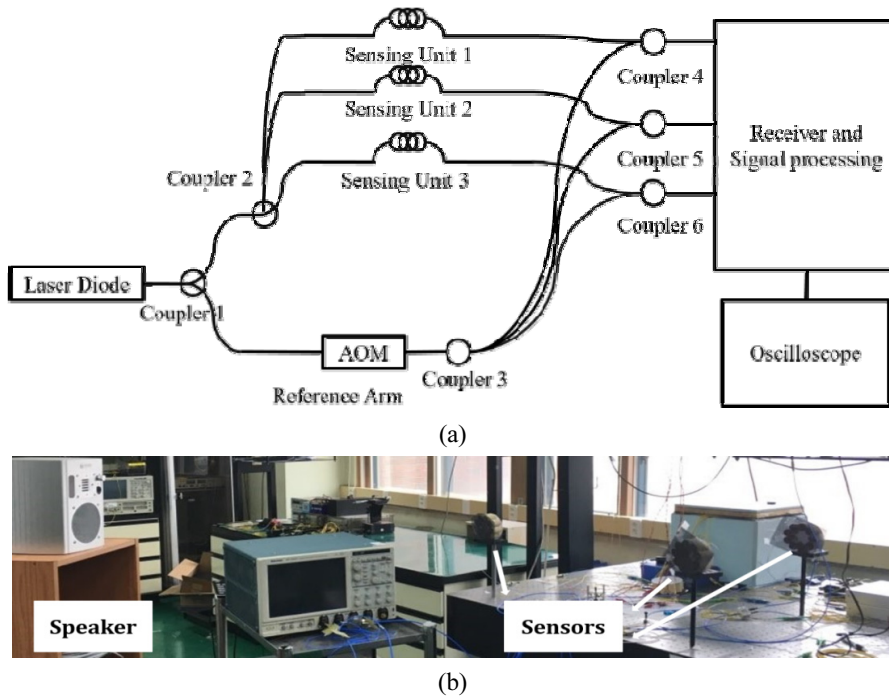 Sensing Unit 1
Coupler 4
Sensing Unit 2
Receiver and
Signal processing
Coupler 5
Coupler 2
Sensing Unit 3
Coupler 6
Laser Diode
Coupler 1
AOM
Coupler 3
Oscilloscope
Reference Arm
(a)
Speaker
Sensors
(b)